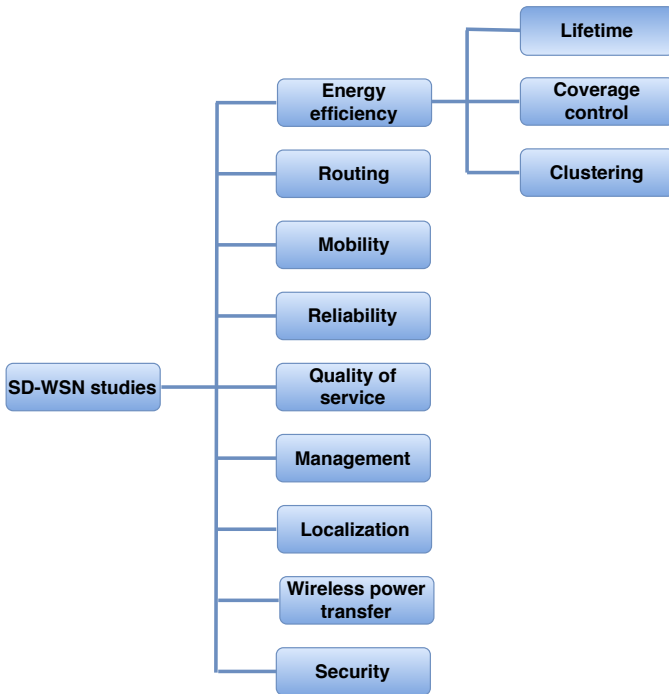 Lifetime
Energy
efficiency
Coverage
control
Routing
Clustering
Mobility
Reliability
SD-WSN studies
Quality of
service
Management
Localization
Wireless power
transfer
Security